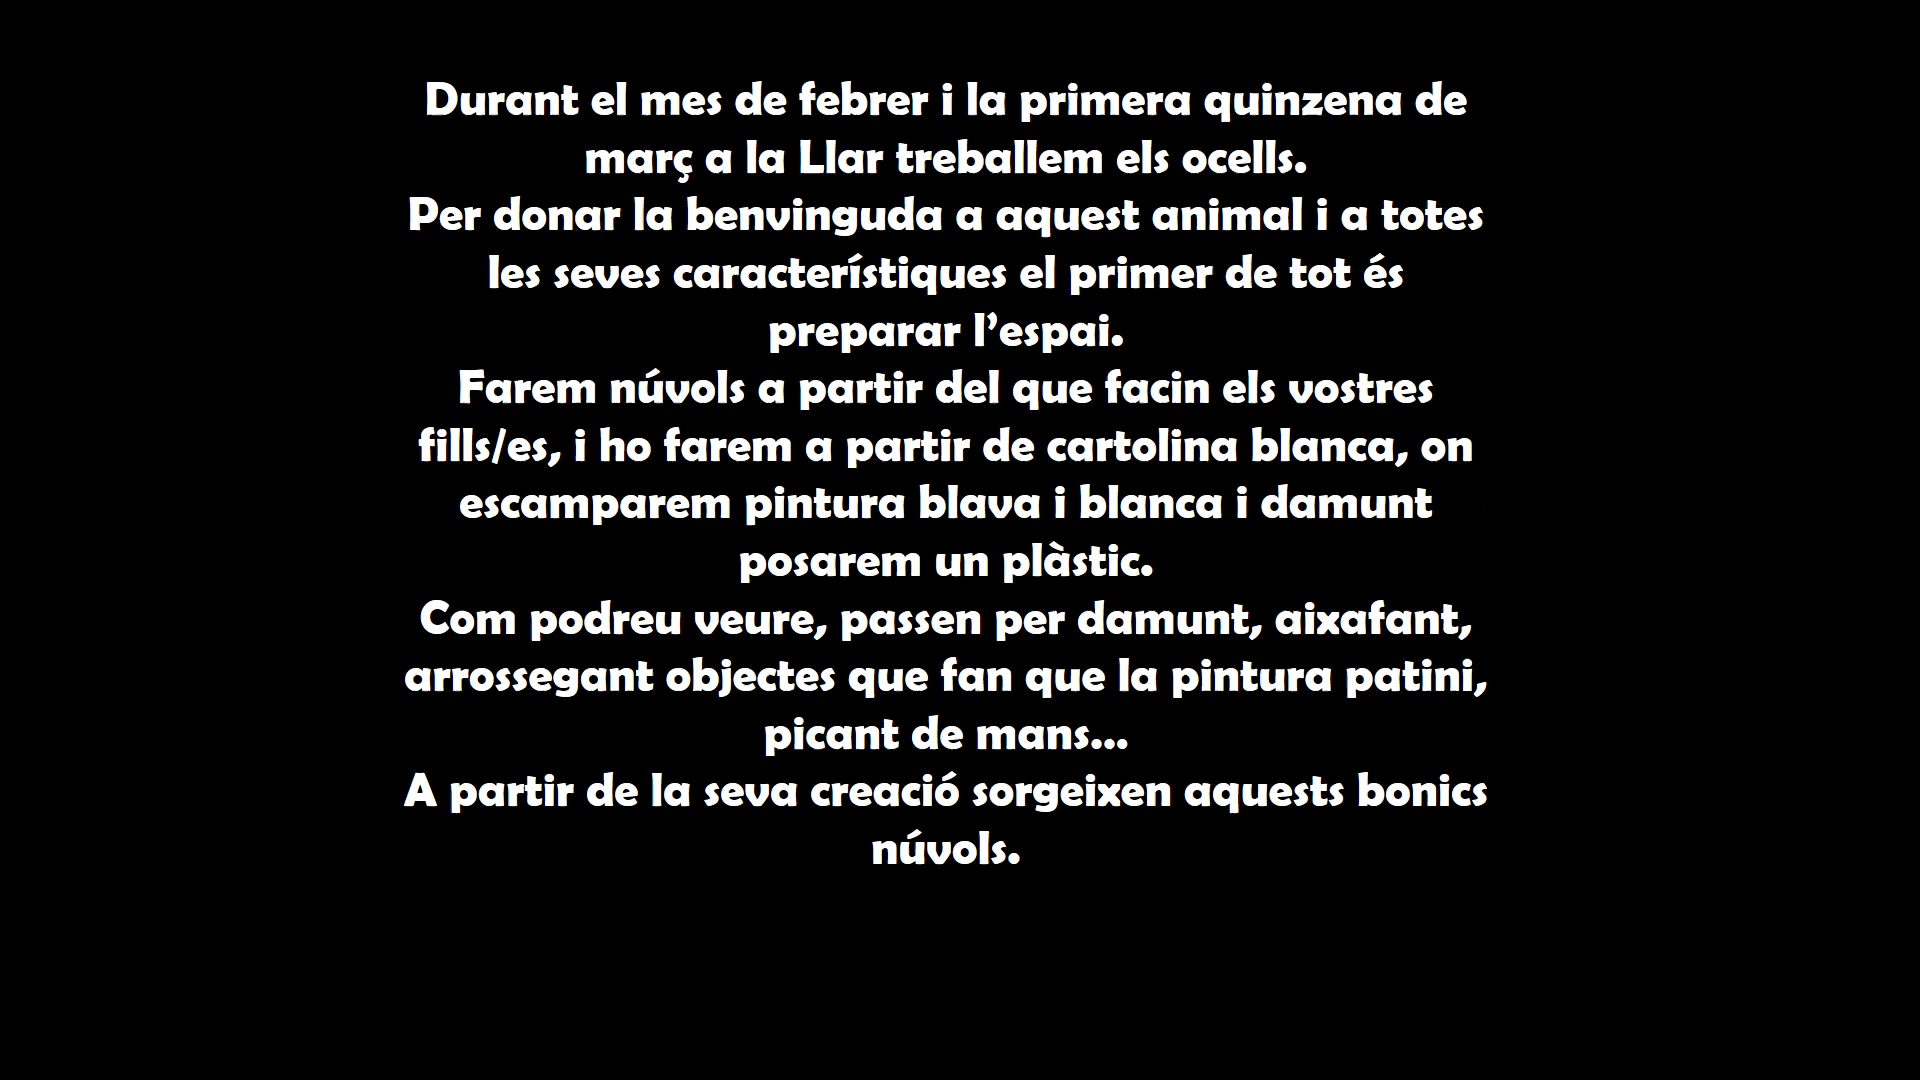 Durant el mes de febrer i la primera quinzena de
març a la Llar treballem els ocells.
Per donar la benvinguda a aquest animal i a totes
les seves característiques el primer de tot és
preparar l’espai.
Farem núvols a partir del que facin els vostres
fills/es, i ho farem a partir de cartolina blanca, on
escamparem pintura blava i blanca i damunt
posarem un plàstic.
Com podreu veure, passen per damunt, aixafant,
arrossegant objectes que fan que la pintura patini,
picant de mans...
A partir de la seva creació sorgeixen aquests bonics
núvols.